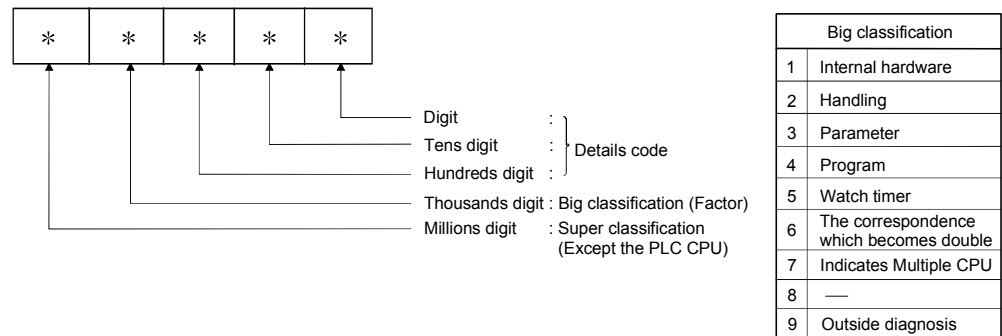 * * * * *
Digit :
Tens digit : Details code
Hundreds digit :
Thousands digit : Big classification (Factor)
Millions digit : Super classification
(Except the PLC CPU)
Big classification
1 Internal hardware
2 Handling
3 Parameter
4 Program
5 Watch timer
6 The correspondence
which becomes double
7 Indicates Multiple CPU
8 —
9 Outside diagnosis